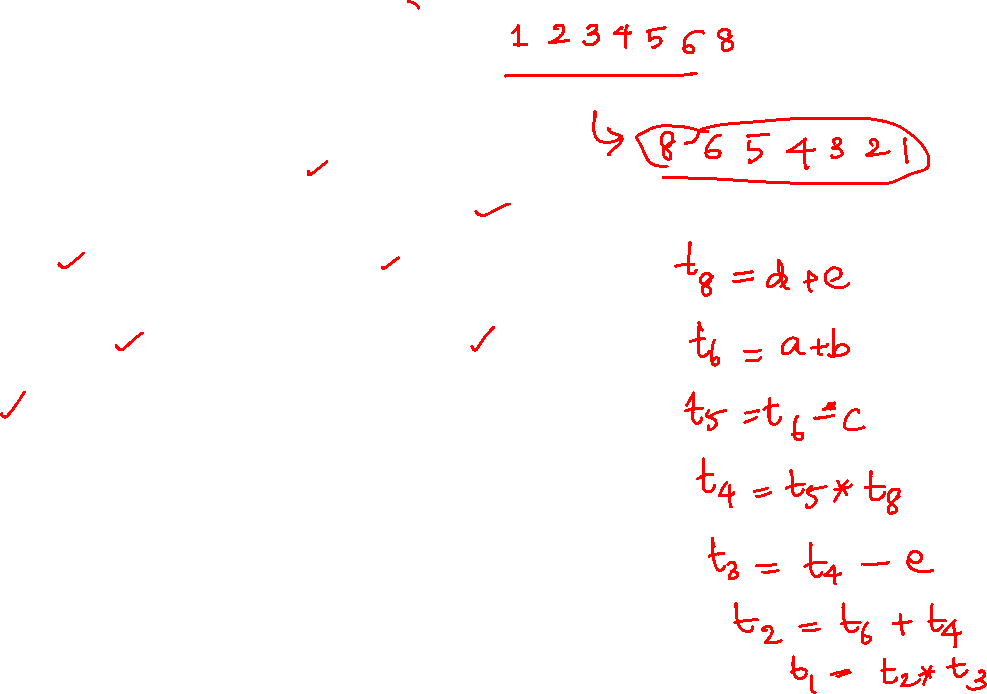 1 2 3 4 5 6 8
8 6 5 4 3 2 1
t8 = d+e
t6 = a+b
t5 = t6 - c
t4 = t5 * t8
t3 = t4 - e
t2 = t6 + t4
t1 = t2 * t3